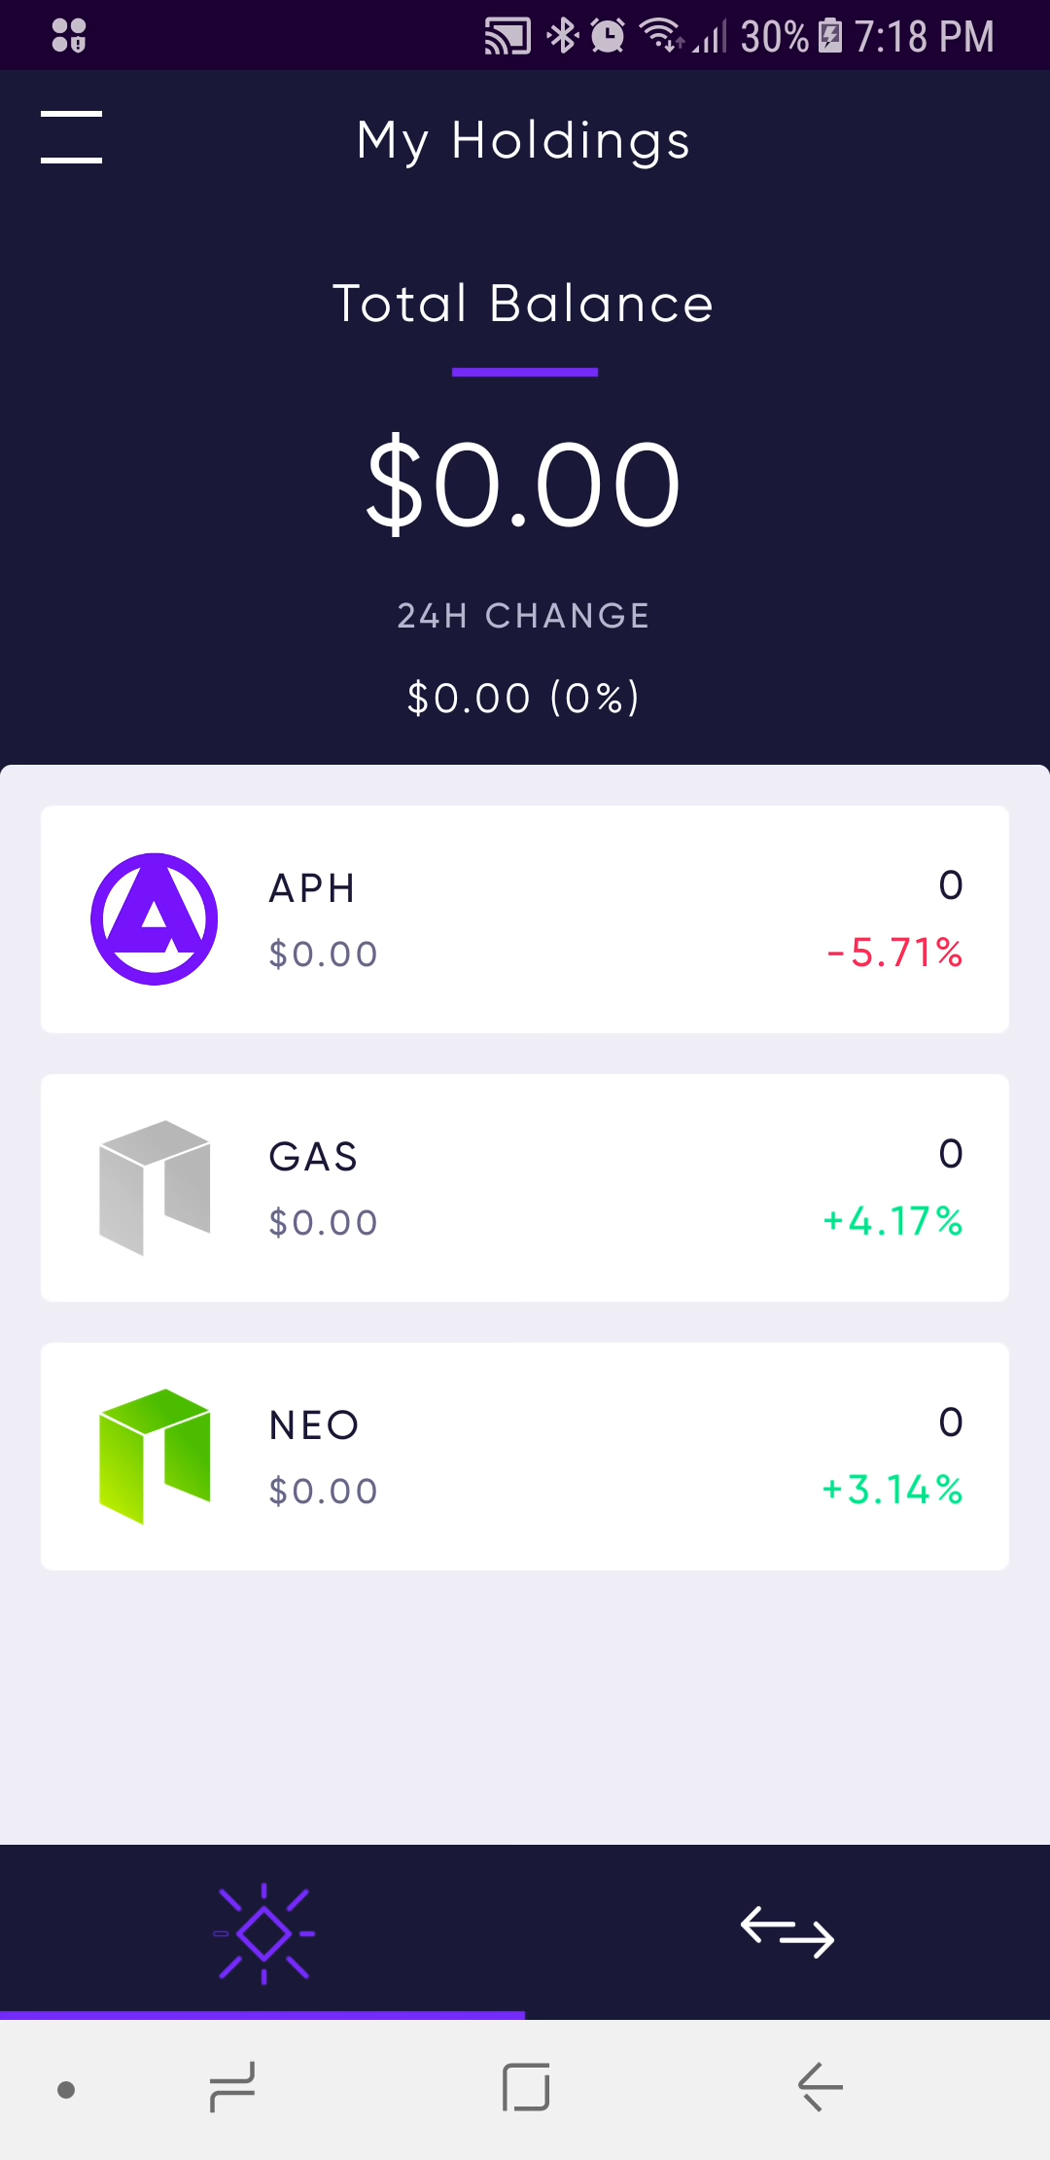 30% 7:18 PM
My Holdings
Total Balance
$0.00
24H CHANGE
$0.00 (0%)
APH 0
$0.00 -5.71%
GAS 0
$0.00 +4.17%
NEO 0
$0.00 +3.14%